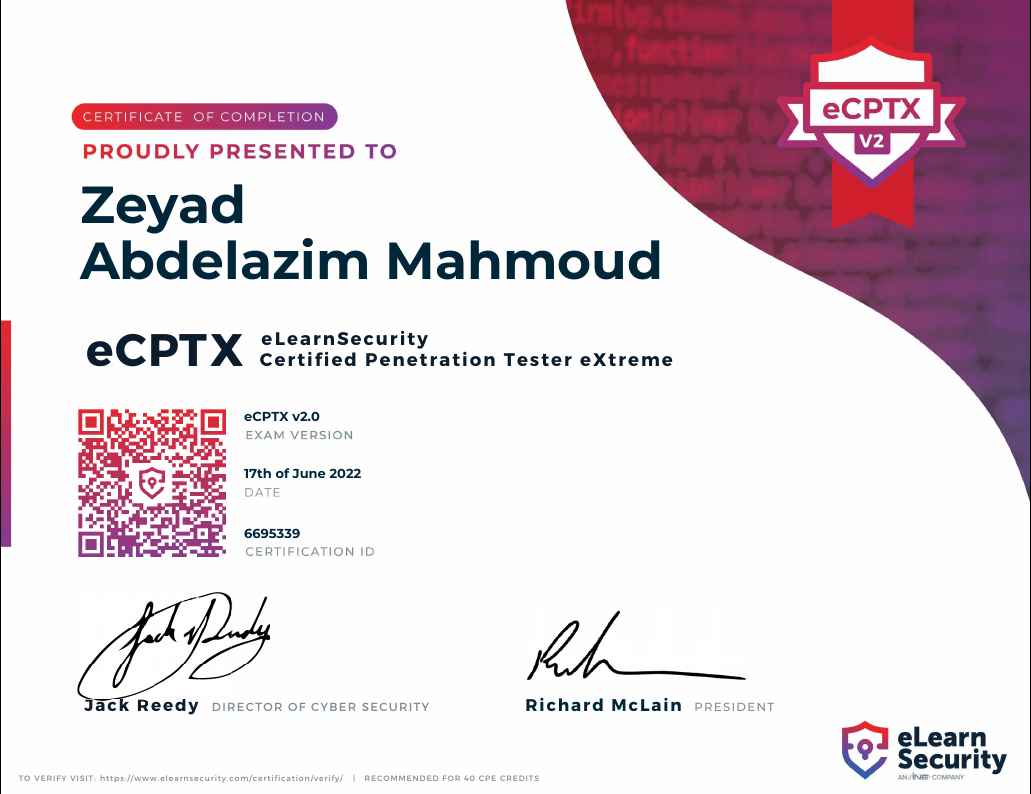 eCPTX
V2
CERTIFICATE OF COMPLETION
PROUDLY PRESENTED TO
Zeyad
Abdelazim Mahmoud
eCPTX
eLearnSecurity
Certified Penetration Tester eXtreme
eCPTX v2.0
EXAM VERSION
17th of June 2022
DATE
6695339
CERTIFICATION ID
Jack Reedy DIRECTOR OF CYBER SECURITY
Richard McLain PRESIDENT
eLearn
Security
AN INE COMPANY
TO VERIFY VISIT: https://www.elearnsecurity.com/certification/verify/ | RECOMMENDED FOR 40 CPE CREDITS